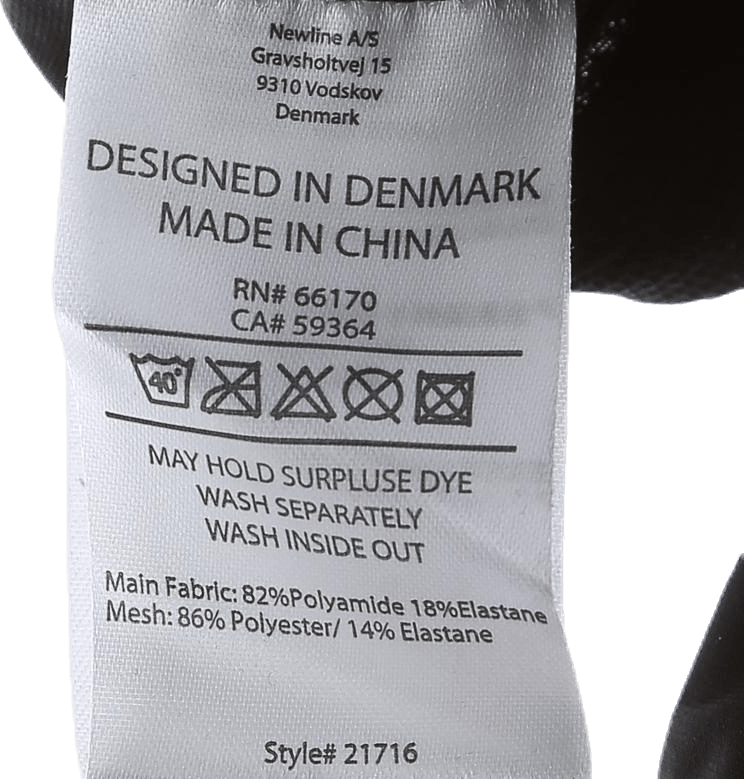 Newline A/S
Gravsholtvej 15
9310 Vodskov
Denmark
DESIGNED IN DENMARK
MADE IN CHINA
RN# 66170
CA# 59364
40°
MAY HOLD SURPLUSE DYE
WASH SEPARATELY
WASH INSIDE OUT
Main Fabric: 82%Polyamide 18%Elastane
Mesh: 86% Polyester/ 14% Elastane
Style# 21716